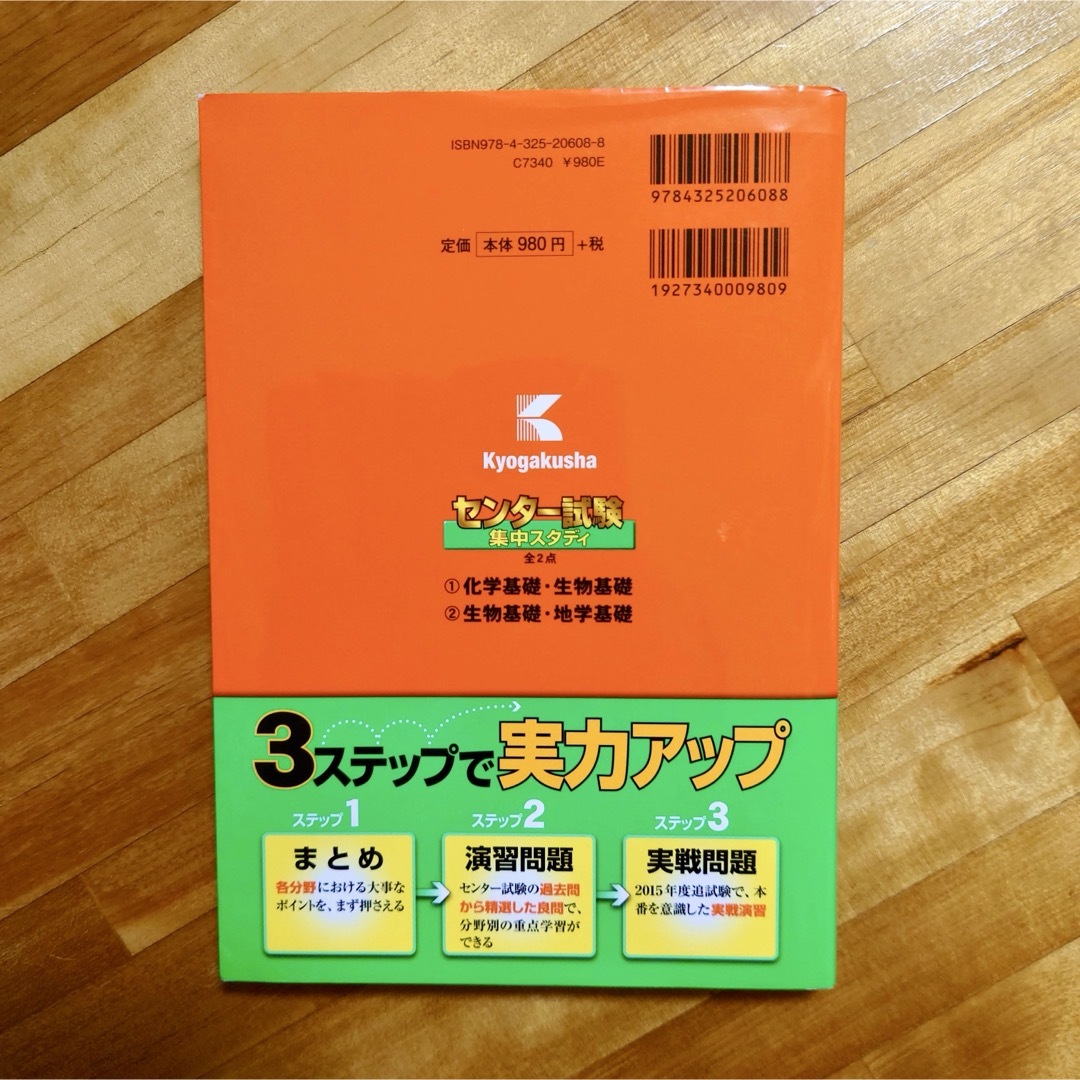 ISBN978-4-325-20608-8
C7340 ¥980E
9784325206088
定価 本体 980 円 +税
1927340009809
Kyogakusha
センター試験
集中スタディ
全2点
① 化学基礎・生物基礎
② 生物基礎・地学基礎
3ステップで実力アップ
ステップ1
まとめ
各分野における大事な
ポイントを、まず押さえる
ステップ2
演習問題
センター試験の過去問
から精選した良問で、
分野別の重点学習が
できる
ステップ3
実戦問題
2015年度追試験で、本
番を意識した実戦演習